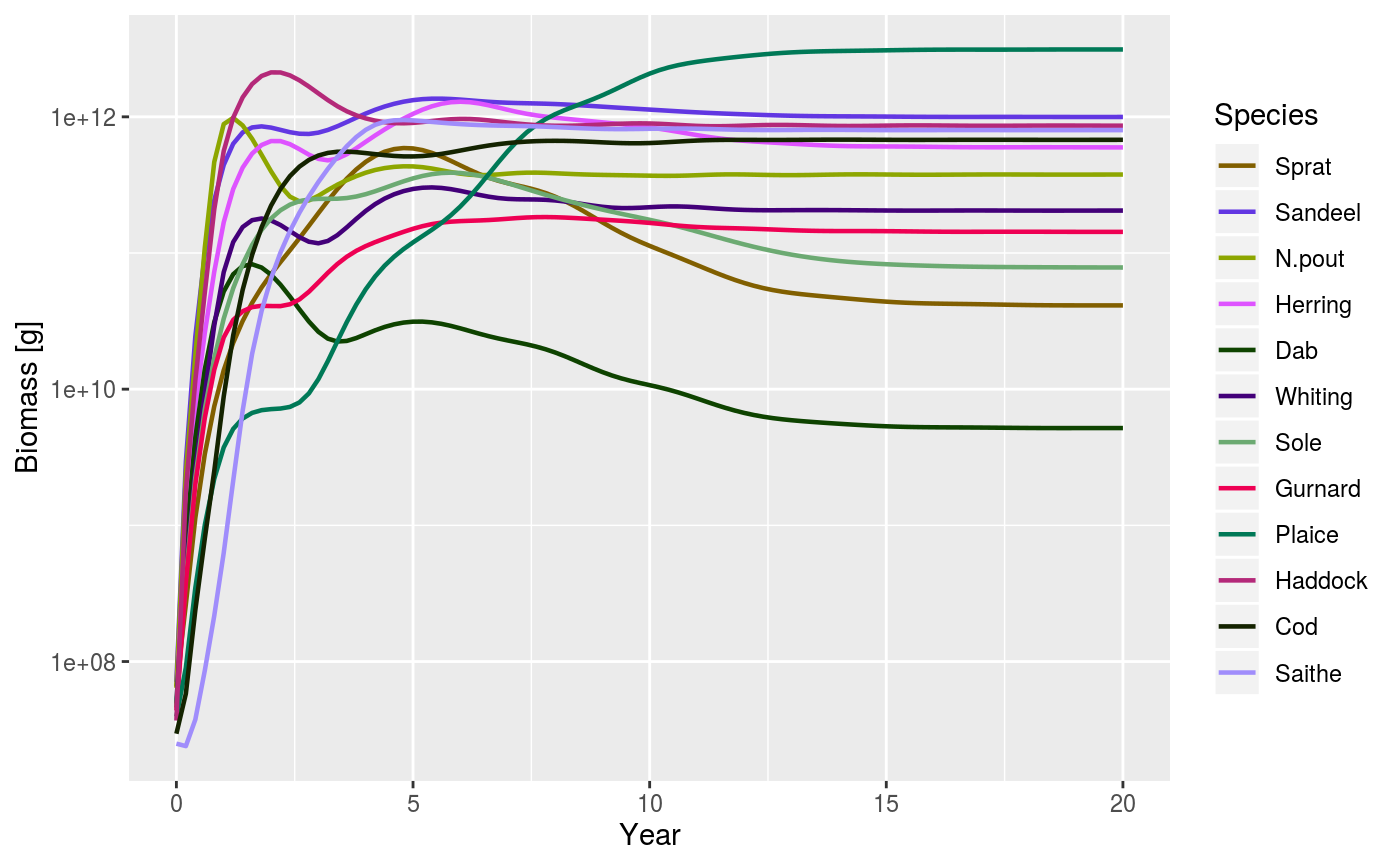 Biomass [g]
1e+12
1e+10
1e+08
0
5
10
15
20
Year
Species
Sprat
Sandeel
N.pout
Herring
Dab
Whiting
Sole
Gurnard
Plaice
Haddock
Cod
Saithe